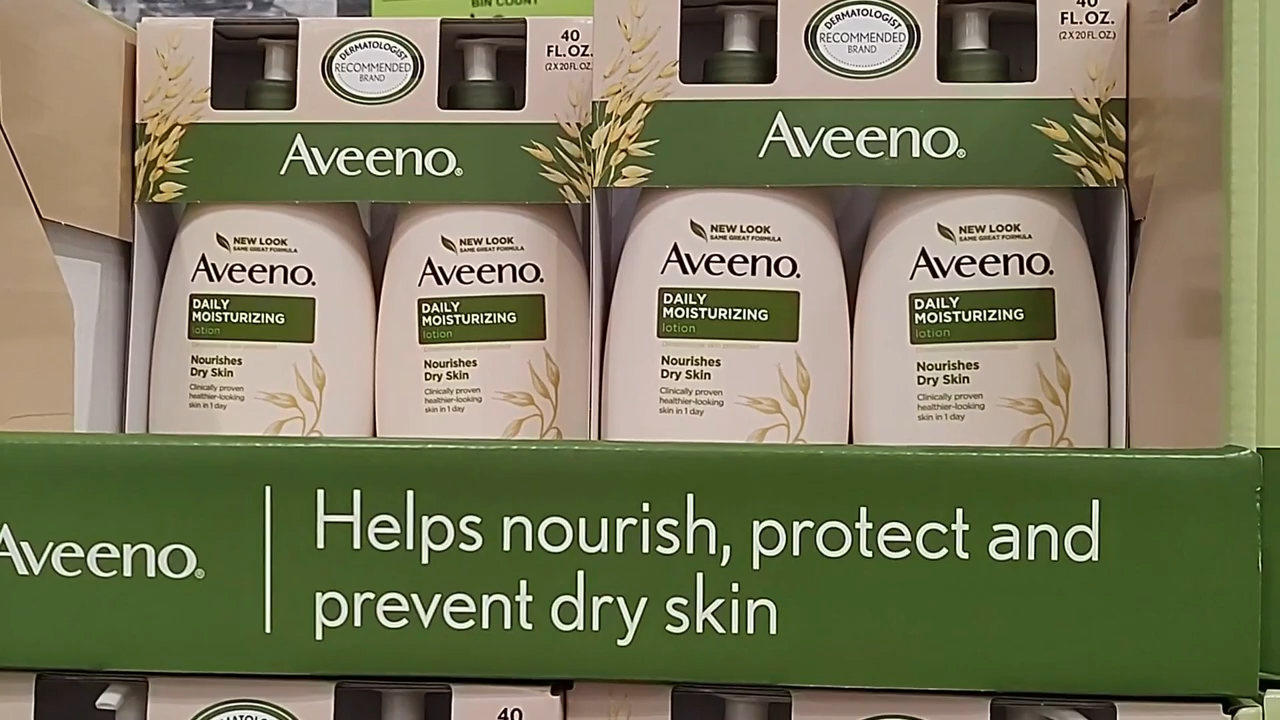 BIN COUNT
DERMATOLOGIST
RECOMMENDED
BRAND
40
FL.OZ.
(2 X 20 FL.OZ.)
Aveeno®
DERMATOLOGIST
RECOMMENDED
BRAND
40
FL.OZ.
(2 X 20 FL.OZ.)
Aveeno®
NEW LOOK
SAME GREAT FORMULA
Aveeno®
DAILY
MOISTURIZING
lotion
Nourishes
Dry Skin
Clinically proven
healthier-looking
skin in 1 day
NEW LOOK
SAME GREAT FORMULA
Aveeno®
DAILY
MOISTURIZING
lotion
Nourishes
Dry Skin
Clinically proven
healthier-looking
skin in 1 day
NEW LOOK
SAME GREAT FORMULA
Aveeno®
DAILY
MOISTURIZING
lotion
Nourishes
Dry Skin
Clinically proven
healthier-looking
skin in 1 day
NEW LOOK
SAME GREAT FORMULA
Aveeno®
DAILY
MOISTURIZING
lotion
Nourishes
Dry Skin
Clinically proven
healthier-looking
skin in 1 day
Aveeno®
Helps nourish, protect and
prevent dry skin
40